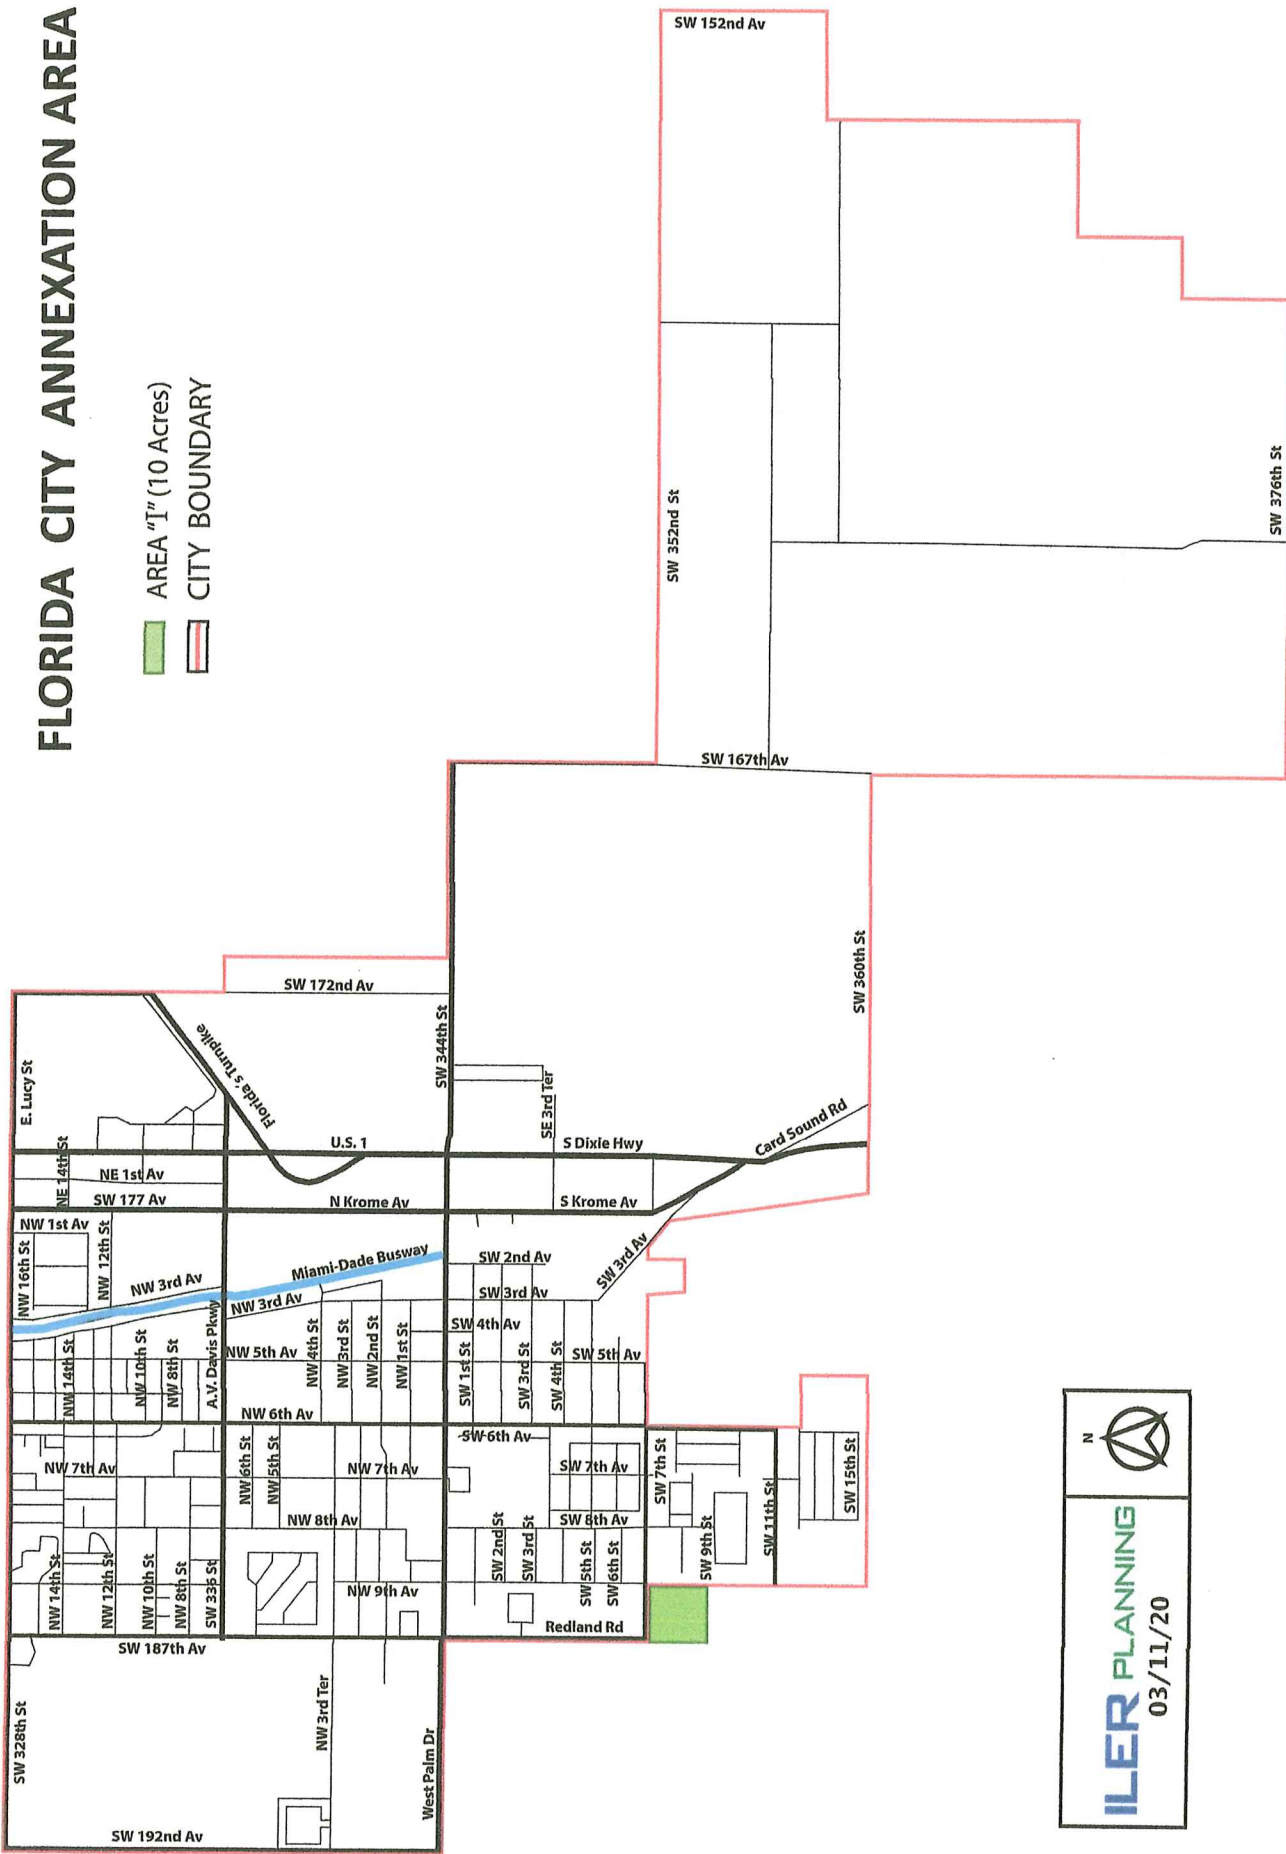 FLORIDA CITY ANNEXATION AREA
AREA "I" (10 Acres)
CITY BOUNDARY
SW 152nd Av
SW 352nd St
SW 376th St
SW 167th Av
SW 360th St
SW 172nd Av
SW 344th St
E. Lucy St
Florida's Turnpike
U.S. 1
SE 3rd Ter
S Dixie Hwy
Card Sound Rd
NE 14th St
NE 1st Av
SW 177 Av
N Krome Av
S Krome Av
NW 1st Av
NW 16th St
NW 12th St
NW 3rd Av
Miami-Dade Busway
NW 3rd Av
SW 2nd Av
SW 3rd Av
SW 3rd Av
SW 4th Av
NW 14th St
NW 10th St
NW 8th St
A.V. Davis Pkwy
NW 5th Av
NW 4th St
NW 3rd St
NW 2nd St
NW 1st St
SW 1st St
SW 3rd St
SW 4th St
SW 5th Av
NW 6th Av
SW 6th Av
NW 7th Av
NW 6th St
NW 5th St
NW 7th Av
SW 7th Av
SW 7th St
NW 8th Av
SW 8th Av
SW 9th St
SW 11th St
SW 15th St
NW 14th St
NW 12th St
NW 10th St
NW 8th St
SW 336 St
NW 9th Av
SW 2nd St
SW 3rd St
SW 5th St
SW 6th St
Redland Rd
SW 187th Av
SW 328th St
NW 3rd Ter
West Palm Dr
SW 192nd Av
N
ILER PLANNING
03/11/20